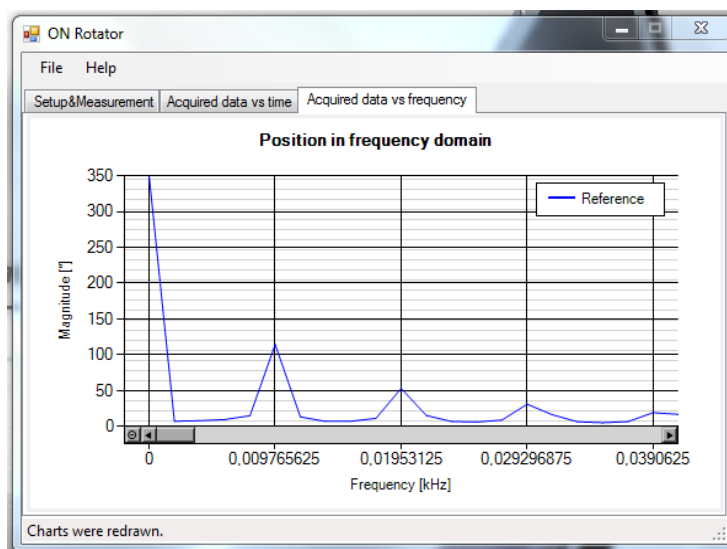 ON Rotator
File Help
Setup&Measurement Acquired data vs time Acquired data vs frequency
Position in frequency domain
Reference
Magnitude [°]
350
300
250
200
150
100
50
0
0 0,009765625 0,01953125 0,029296875 0,0390625
Frequency [kHz]
Charts were redrawn.